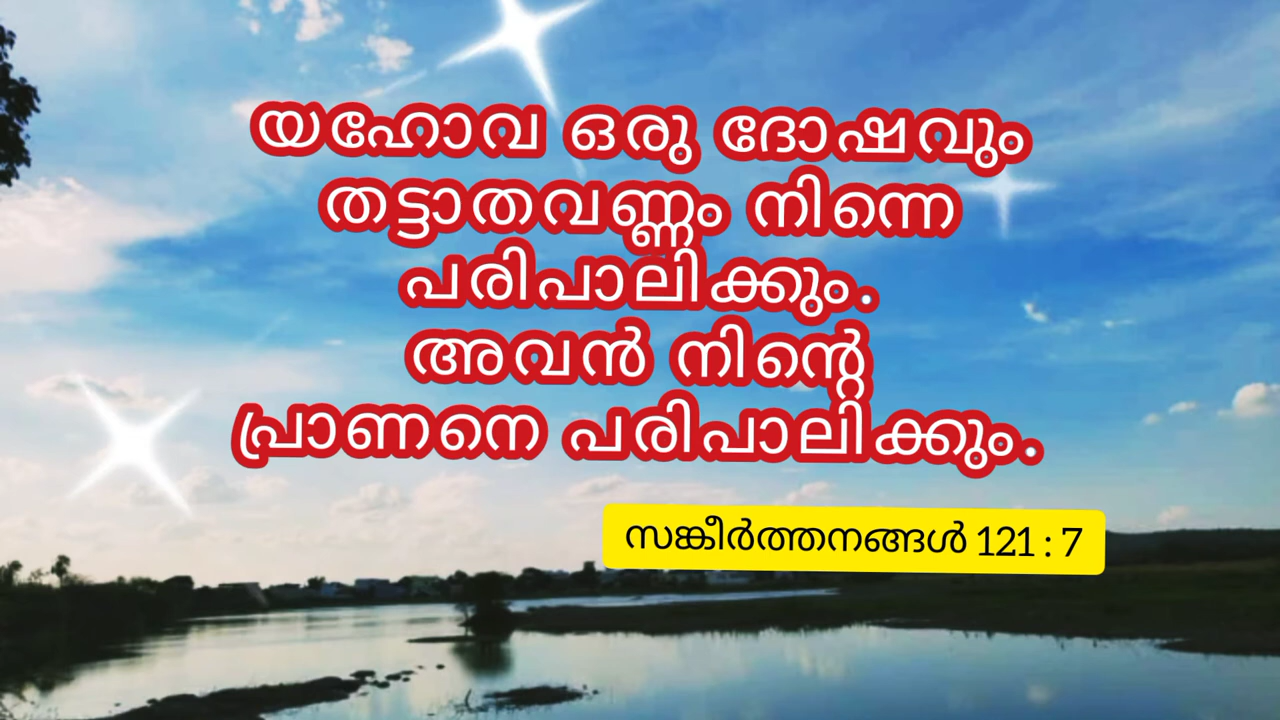 യഹോവ ഒരു ദോഷവും
തട്ടാതവണ്ണം നിന്നെ
പരിപാലിക്കും.
അവൻ നിന്റെ
പ്രാണനെ പരിപാലിക്കും.
സങ്കീർത്തനങ്ങൾ 121 : 7